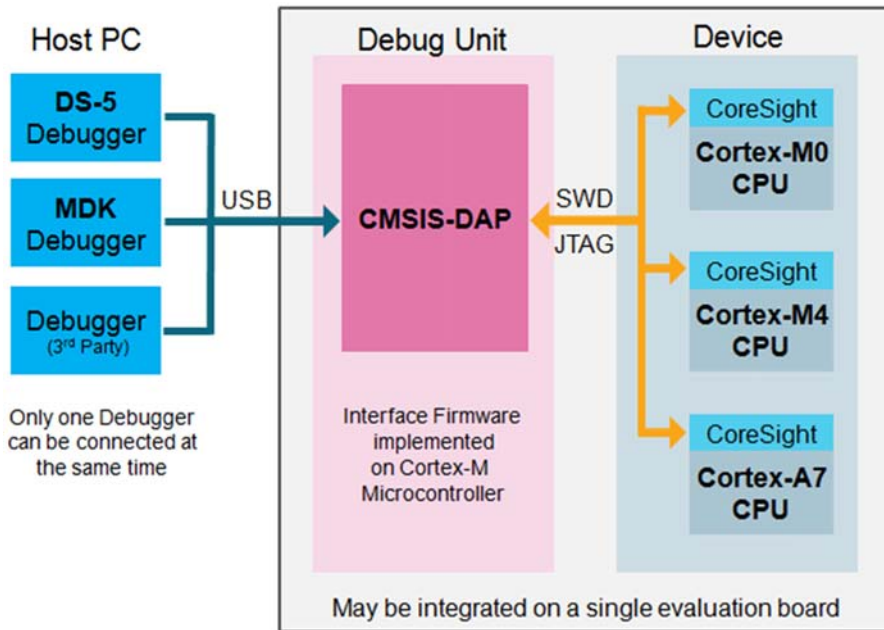 Host PC
DS-5
Debugger
MDK
Debugger
Debugger
(3rd Party)
Only one Debugger
can be connected at
the same time
USB
Debug Unit
CMSIS-DAP
Interface Firmware
implemented
on Cortex-M
Microcontroller
SWD
JTAG
Device
CoreSight
Cortex-M0
CPU
CoreSight
Cortex-M4
CPU
CoreSight
Cortex-A7
CPU
May be integrated on a single evaluation board